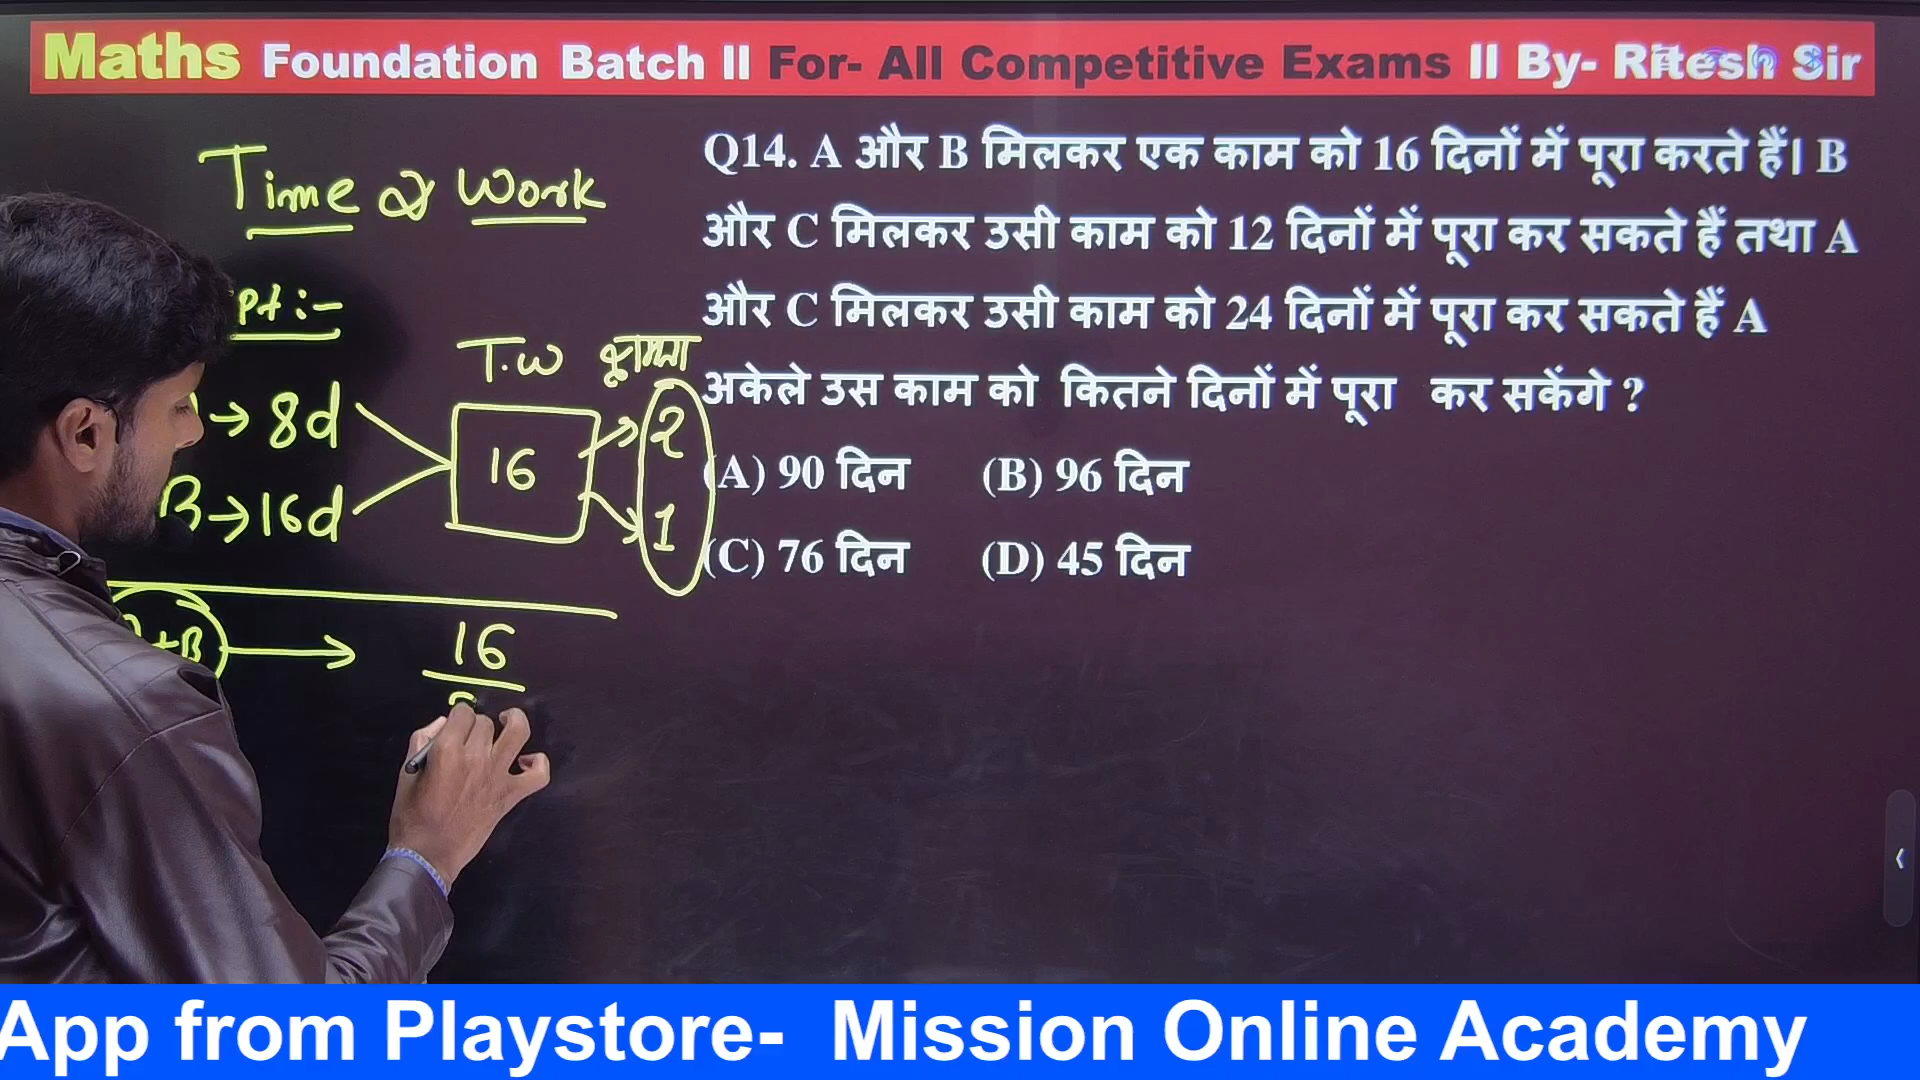 Maths Foundation Batch II For- All Competitive Exams II By- Ritesh Sir
Time & Work
Q14. A और B मिलकर एक काम को 16 दिनों में पूरा करते हैं। B
और C मिलकर उसी काम को 12 दिनों में पूरा कर सकते हैं तथा A
और C मिलकर उसी काम को 24 दिनों में पूरा कर सकते हैं A
अकेले उस काम को कितने दिनों में पूरा कर सकेंगे ?
(A) 90 दिन (B) 96 दिन
(C) 76 दिन (D) 45 दिन
pt :-
T.W
→ 8d
16
2
B → 16d
1
+B → 16
App from Playstore- Mission Online Academy